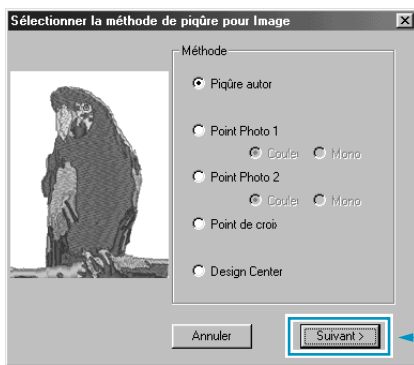 Sélectionner la méthode de piqûre pour Image
Méthode
Piqûre autor
Point Photo 1
Couleı Mono
Point Photo 2
Couleı Mono
Point de croi
Design Center
Annuler
Suivant >